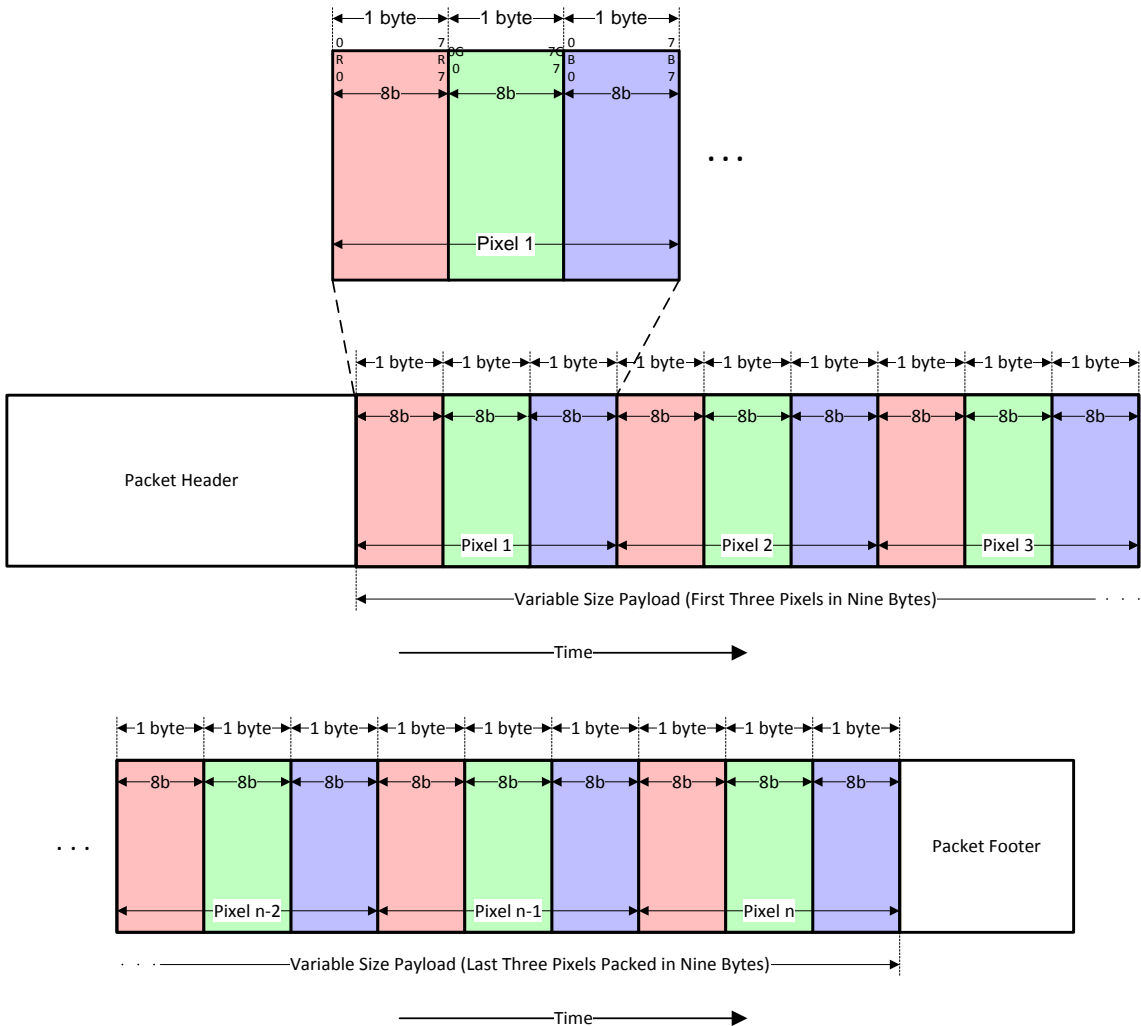 1 byte 1 byte 1 byte
0 7 0G 7G 0 7
R R 0 7 B B
0 7 0 7
8b 8b 8b
. . .
Pixel 1
1 byte 1 byte 1 byte 1 byte 1 byte 1 byte 1 byte 1 byte 1 byte
8b 8b 8b 8b 8b 8b 8b 8b 8b
Packet Header
Pixel 1 Pixel 2 Pixel 3
Variable Size Payload (First Three Pixels in Nine Bytes) . . .
Time
1 byte 1 byte 1 byte 1 byte 1 byte 1 byte 1 byte 1 byte 1 byte
8b 8b 8b 8b 8b 8b 8b 8b 8b
. . . Packet Footer
Pixel n-2 Pixel n-1 Pixel n
. . . Variable Size Payload (Last Three Pixels Packed in Nine Bytes)
Time